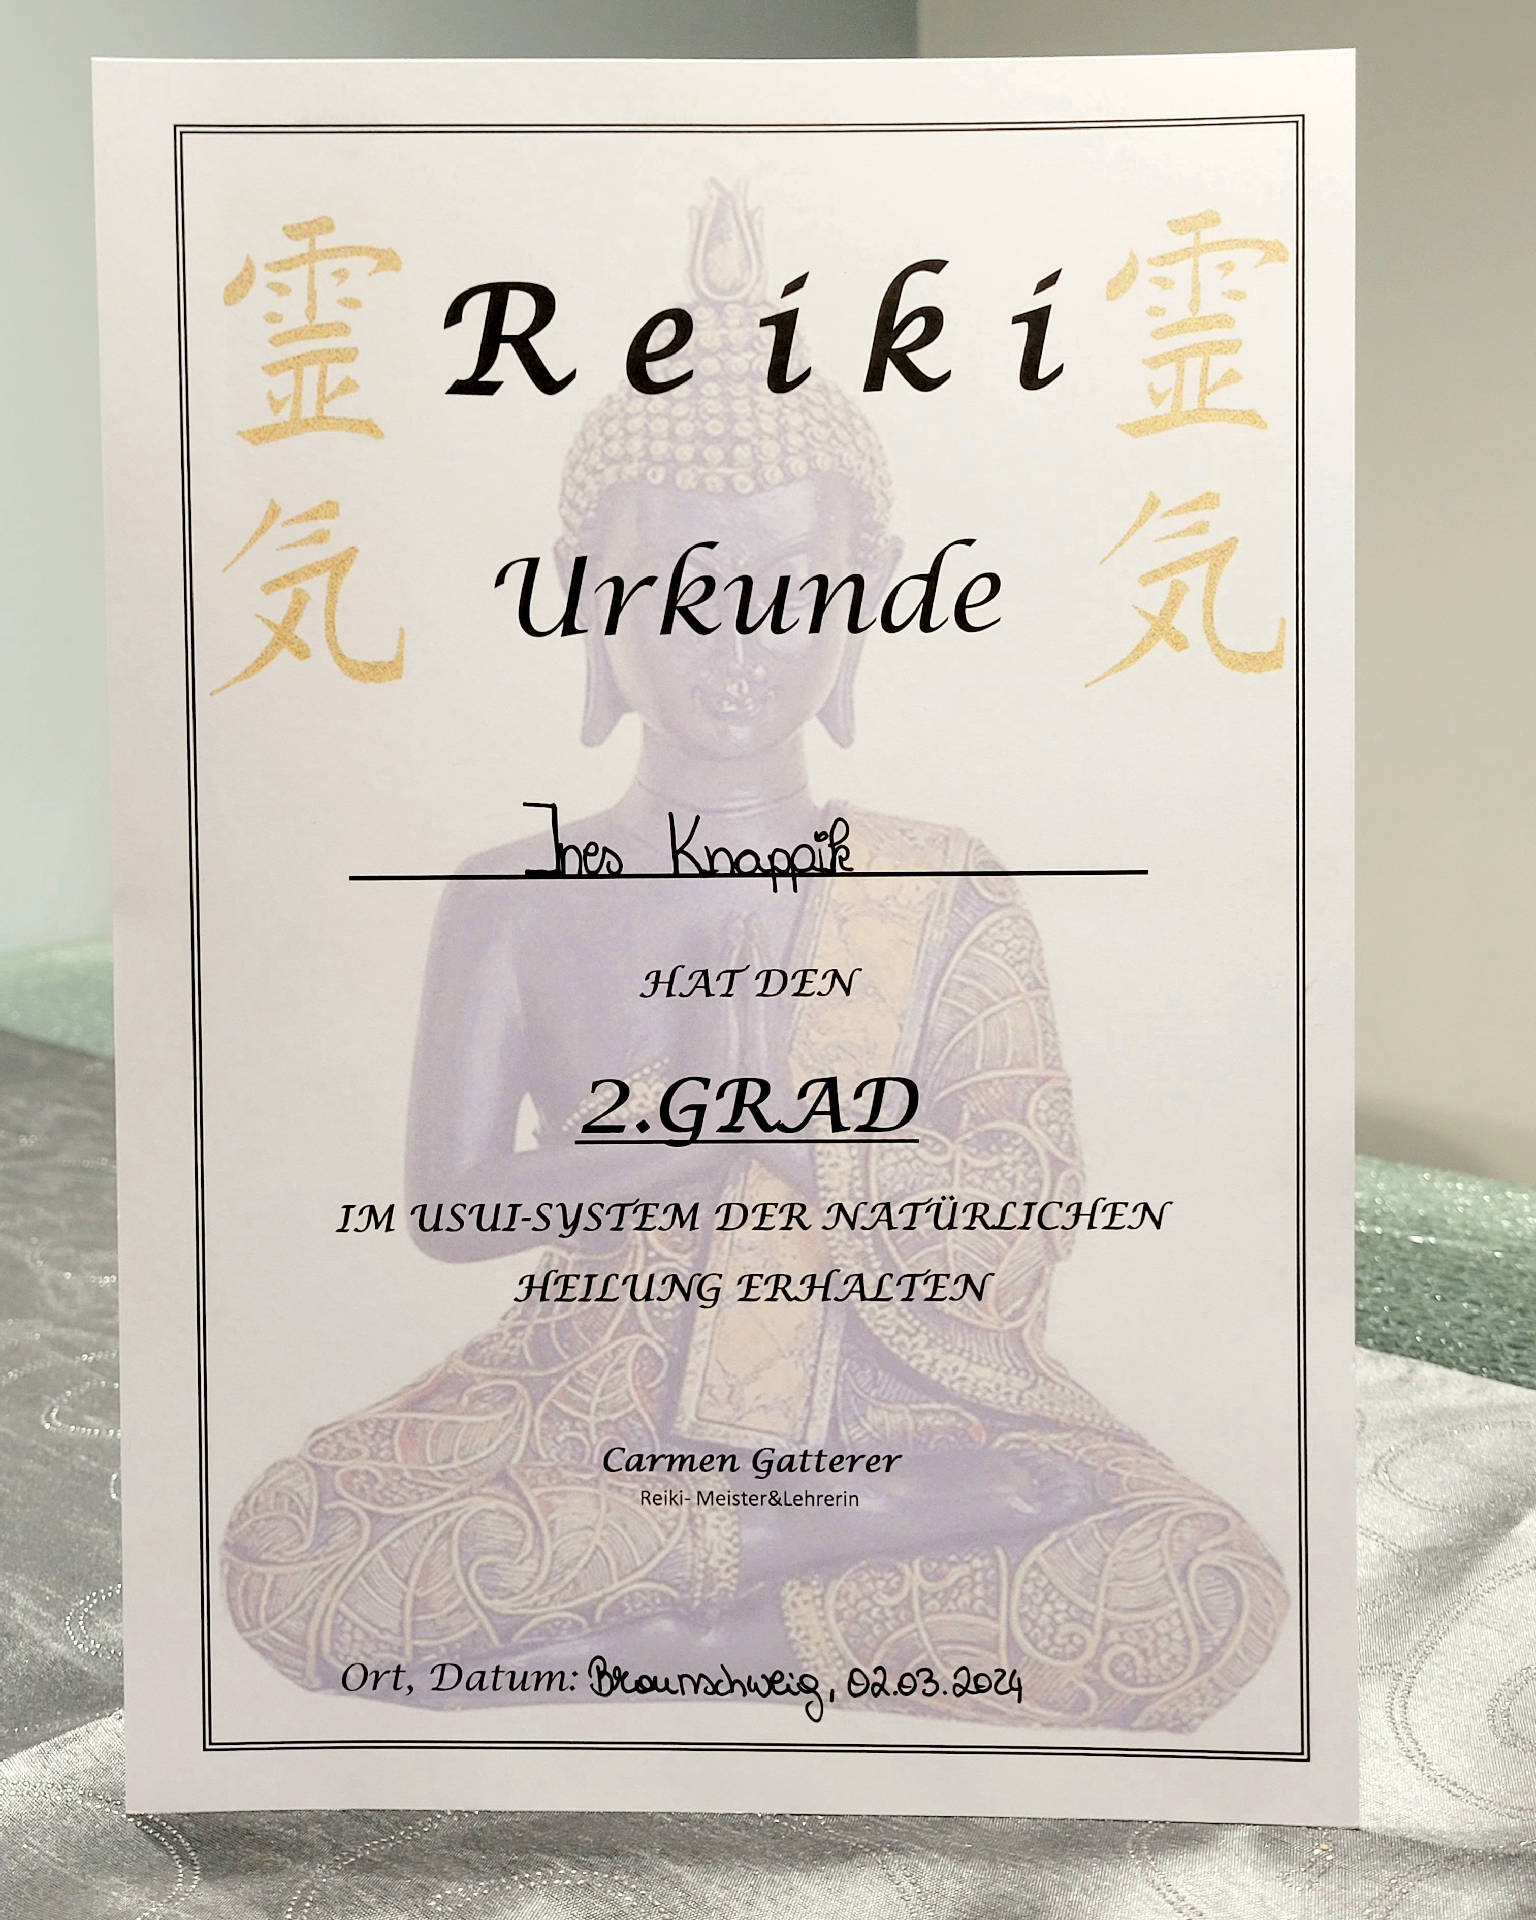 霊気
Reiki
霊気
Urkunde
Ines Knappik
HAT DEN
2.GRAD
IM USUI-SYSTEM DER NATÜRLICHEN
HEILUNG ERHALTEN
Carmen Gatterer
Reiki- Meister&Lehrerin
Ort, Datum: Braunschweig, 02.03.2024